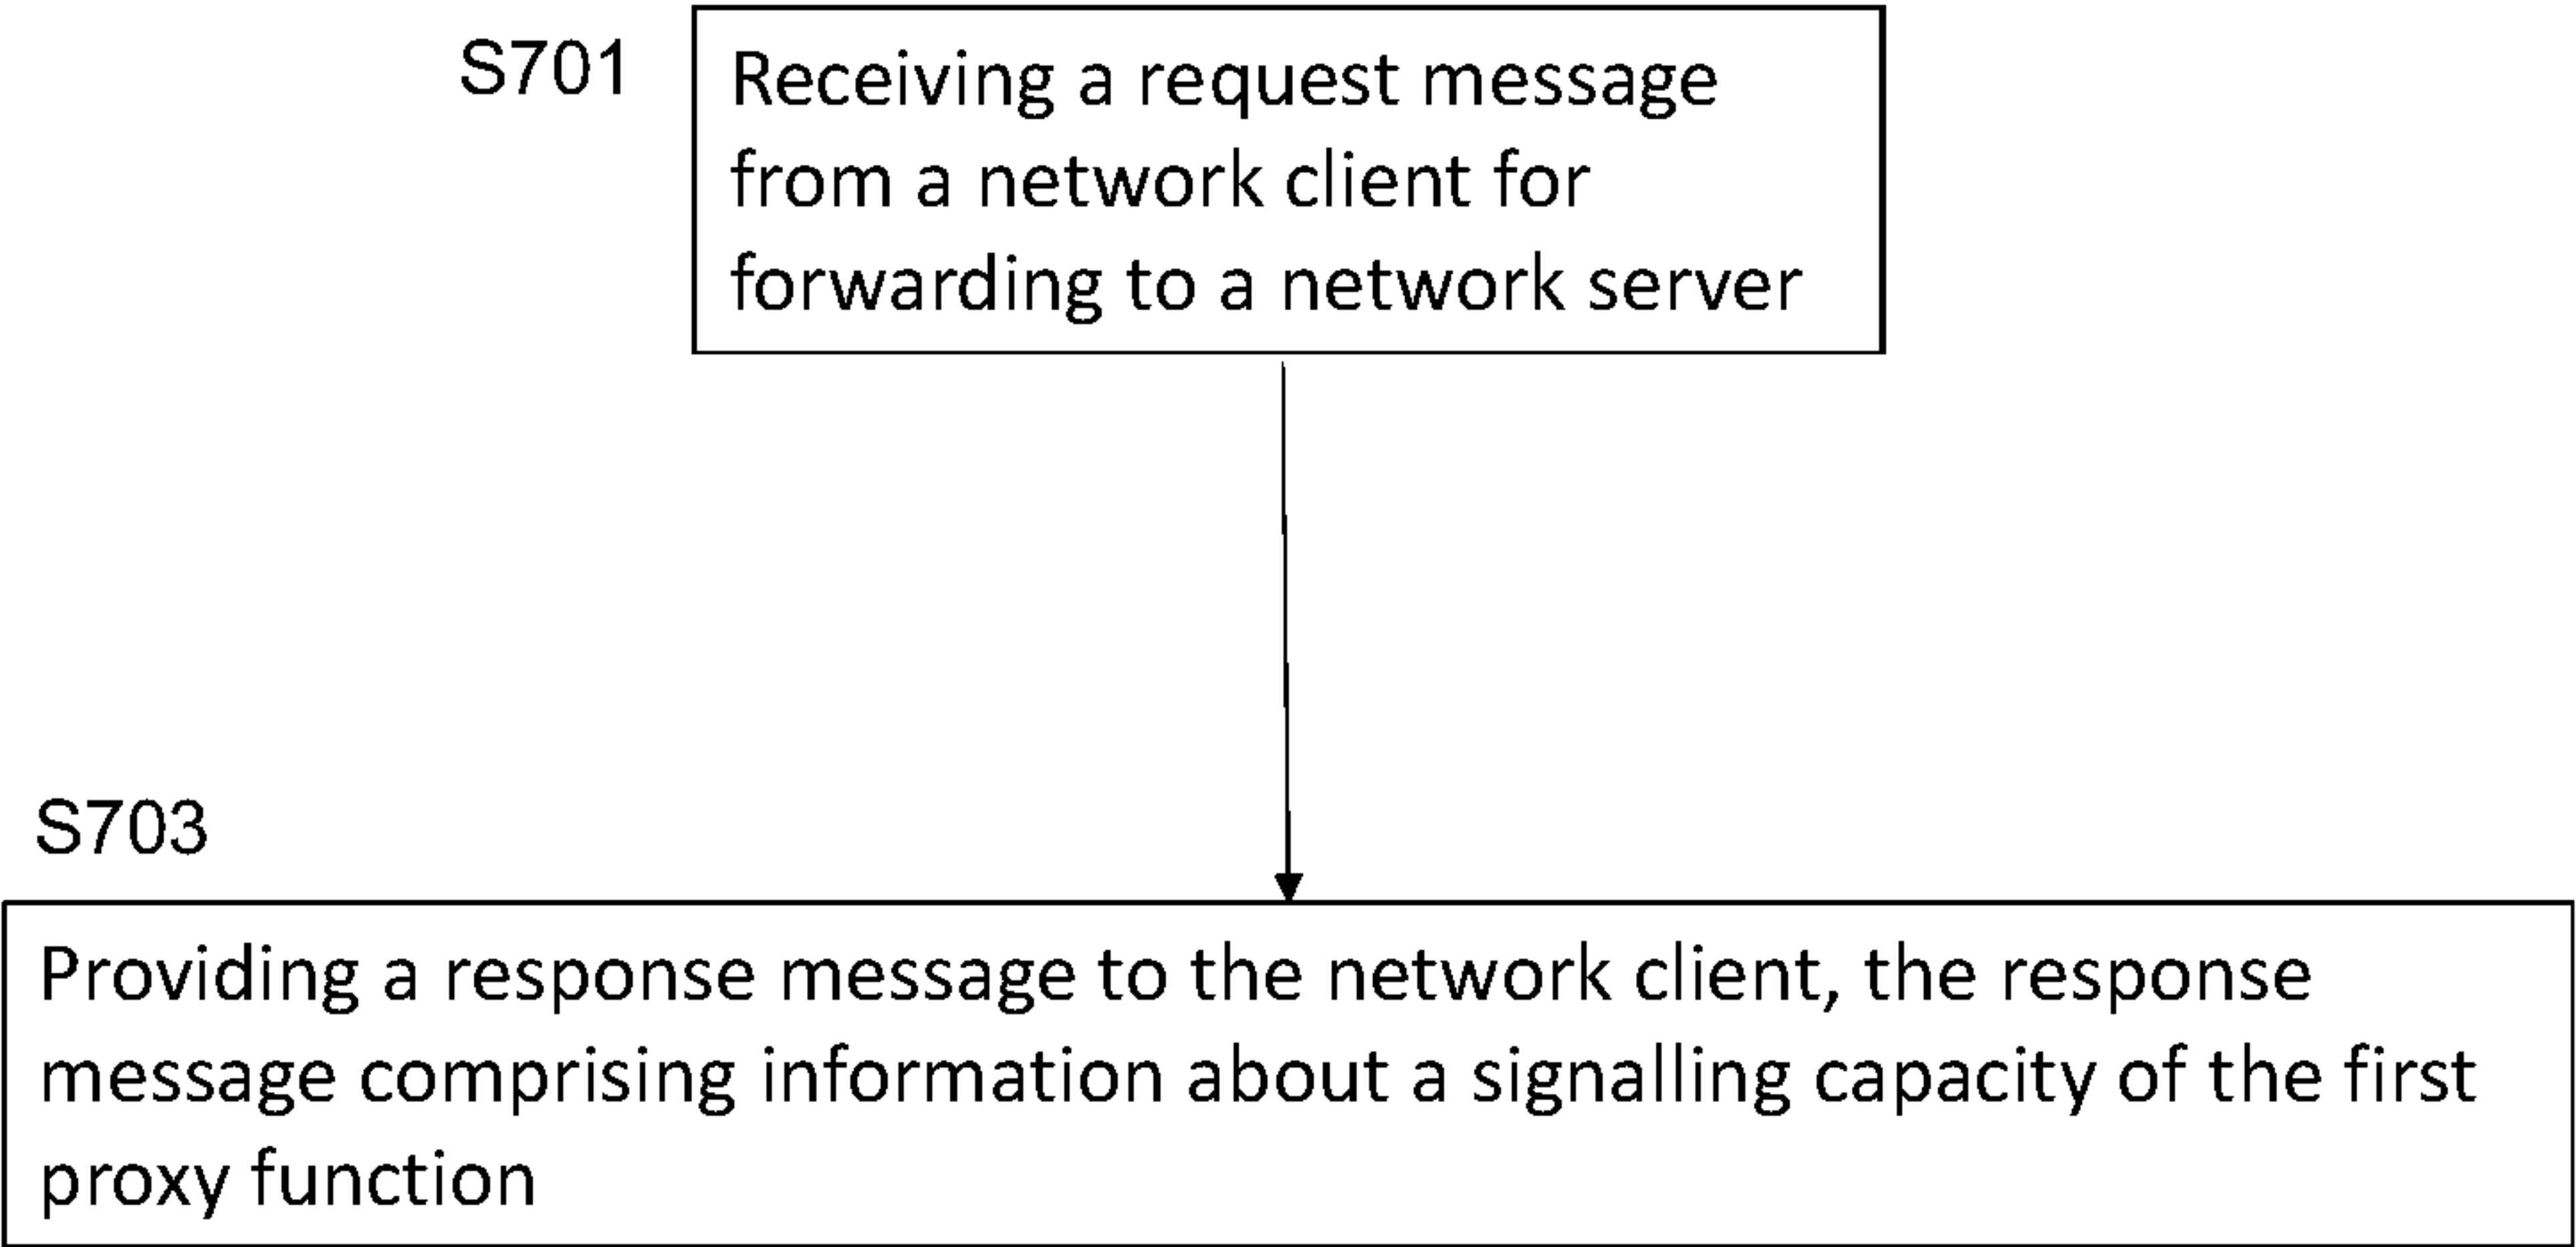 S701
Receiving a request message
from a network client for
forwarding to a network server
S703
Providing a response message to the network client, the response
message comprising information about a signalling capacity of the first
proxy function